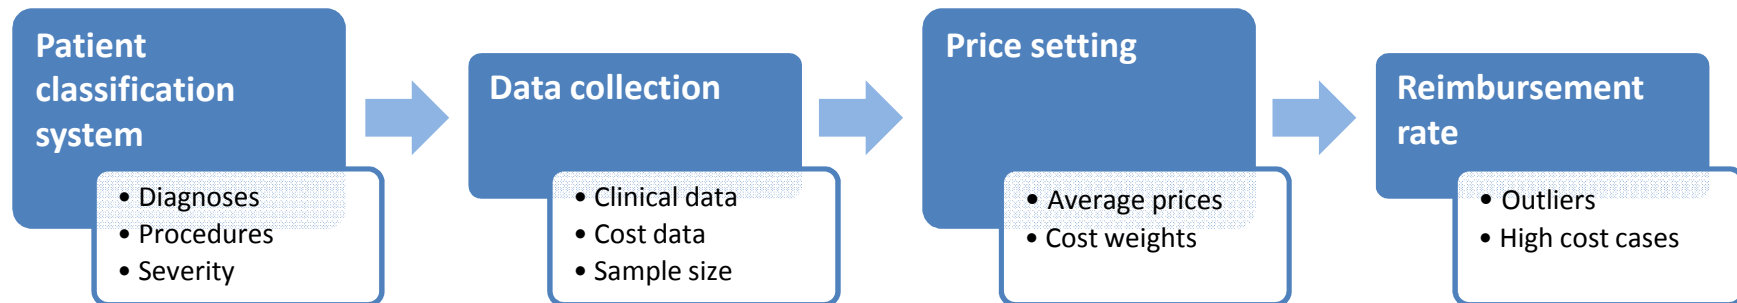 Patient
classification
system
• Diagnoses
• Procedures
• Severity
Data collection
• Clinical data
• Cost data
• Sample size
Price setting
• Average prices
• Cost weights
Reimbursement
rate
• Outliers
• High cost cases